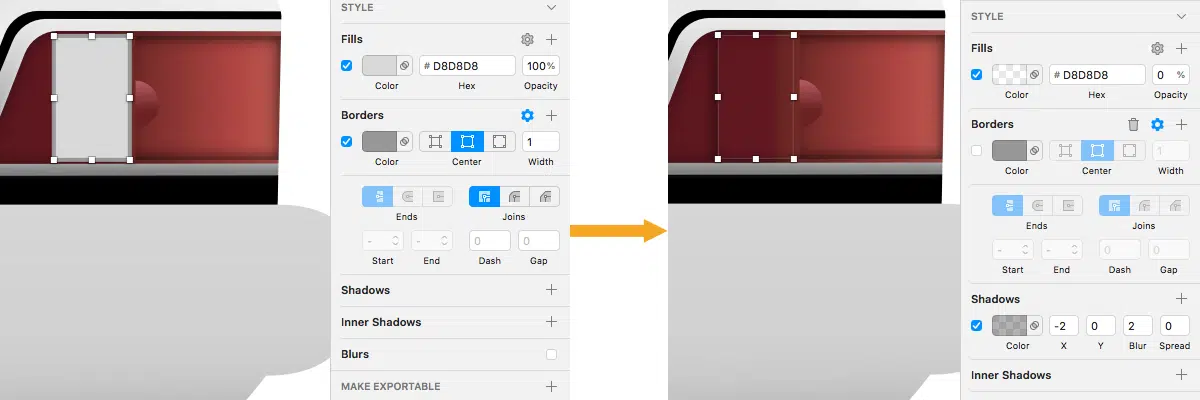 STYLE
Fills
# D8D8D8 100%
Color Hex Opacity
Borders
1
Color Center Width
Ends Joins
- - 0 0
Start End Dash Gap
Shadows
Inner Shadows
Blurs
MAKE EXPORTABLE
STYLE
Fills
# D8D8D8 0 %
Color Hex Opacity
Borders
1
Color Center Width
Ends Joins
- - 0 0
Start End Dash Gap
Shadows
-2 0 2 0
Color X Y Blur Spread
Inner Shadows